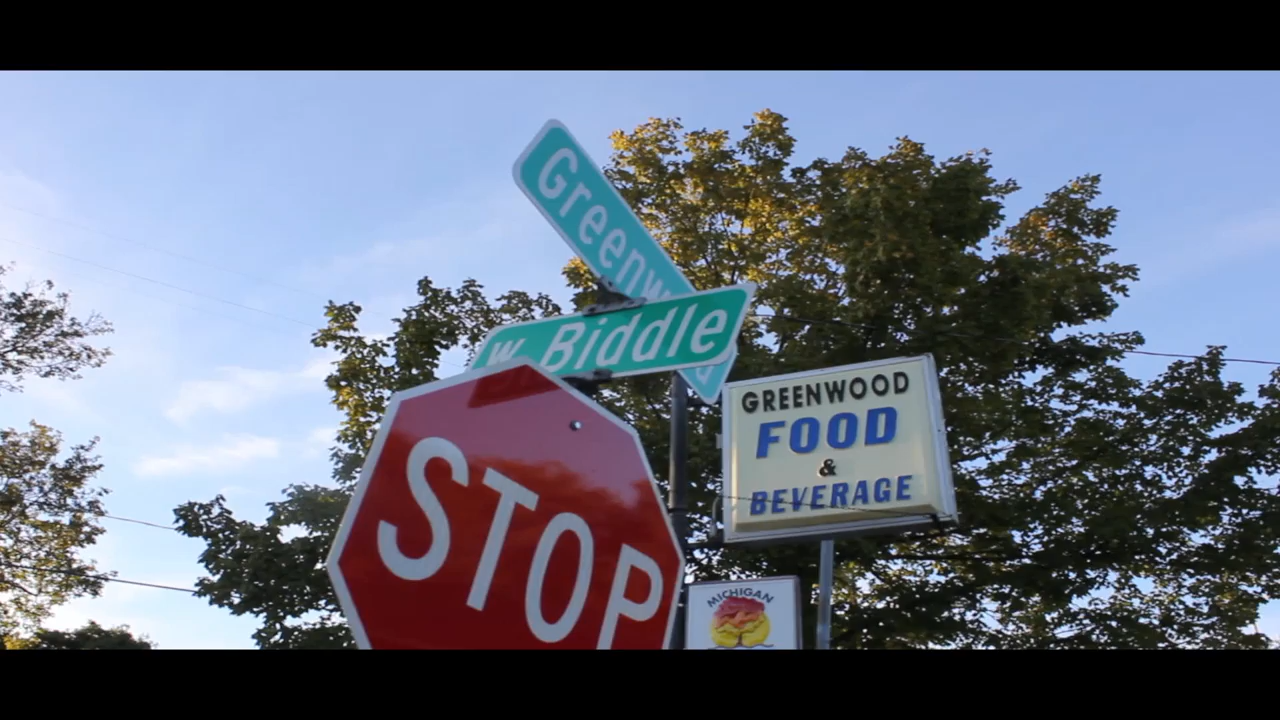 Greenw d
W. Biddle
STOP
GREENWOOD
FOOD
&
BEVERAGE
MICHIGAN